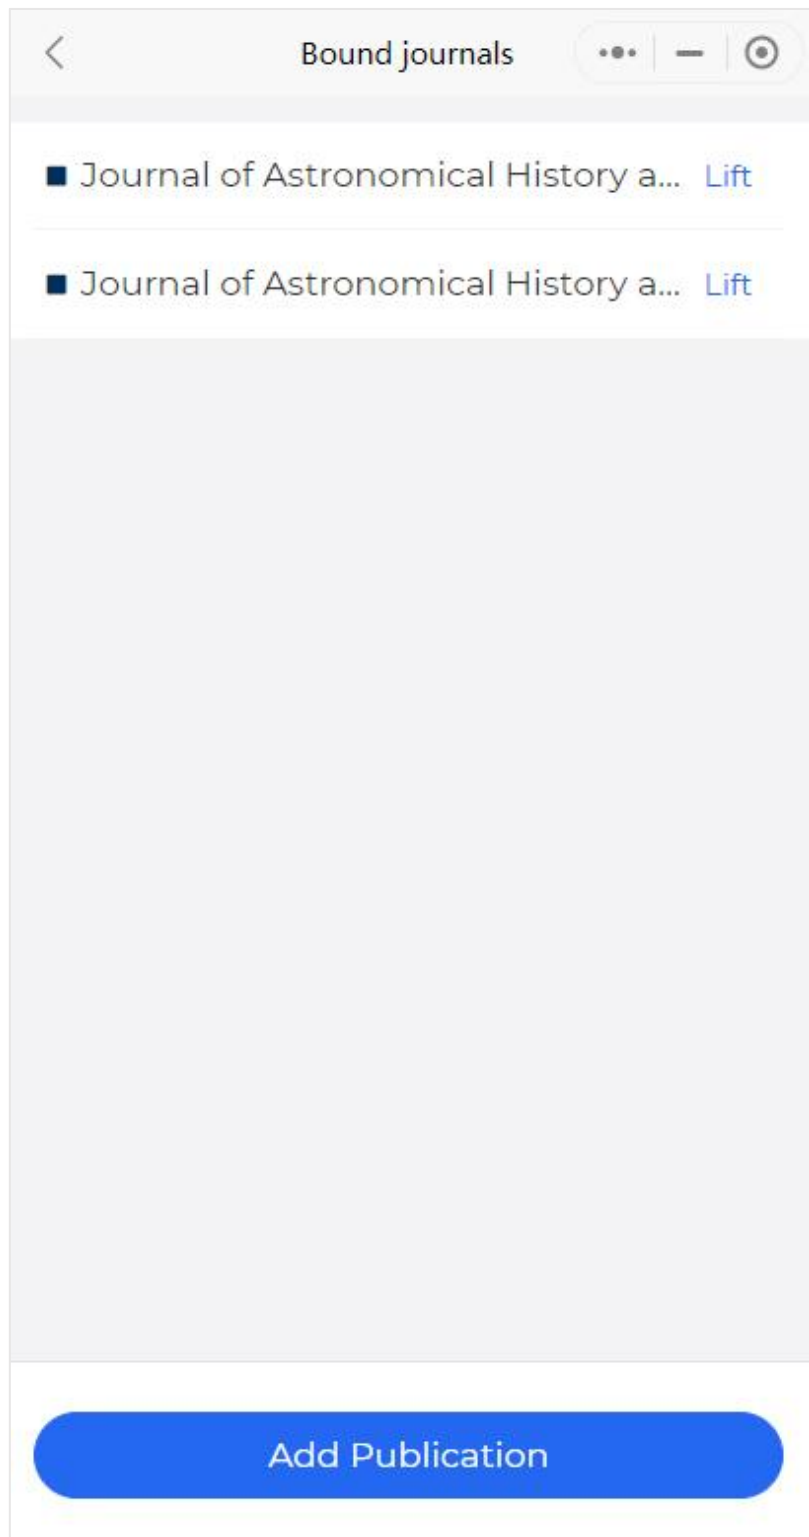 Bound journals
Journal of Astronomical History a... Lift
Journal of Astronomical History a... Lift
Add Publication